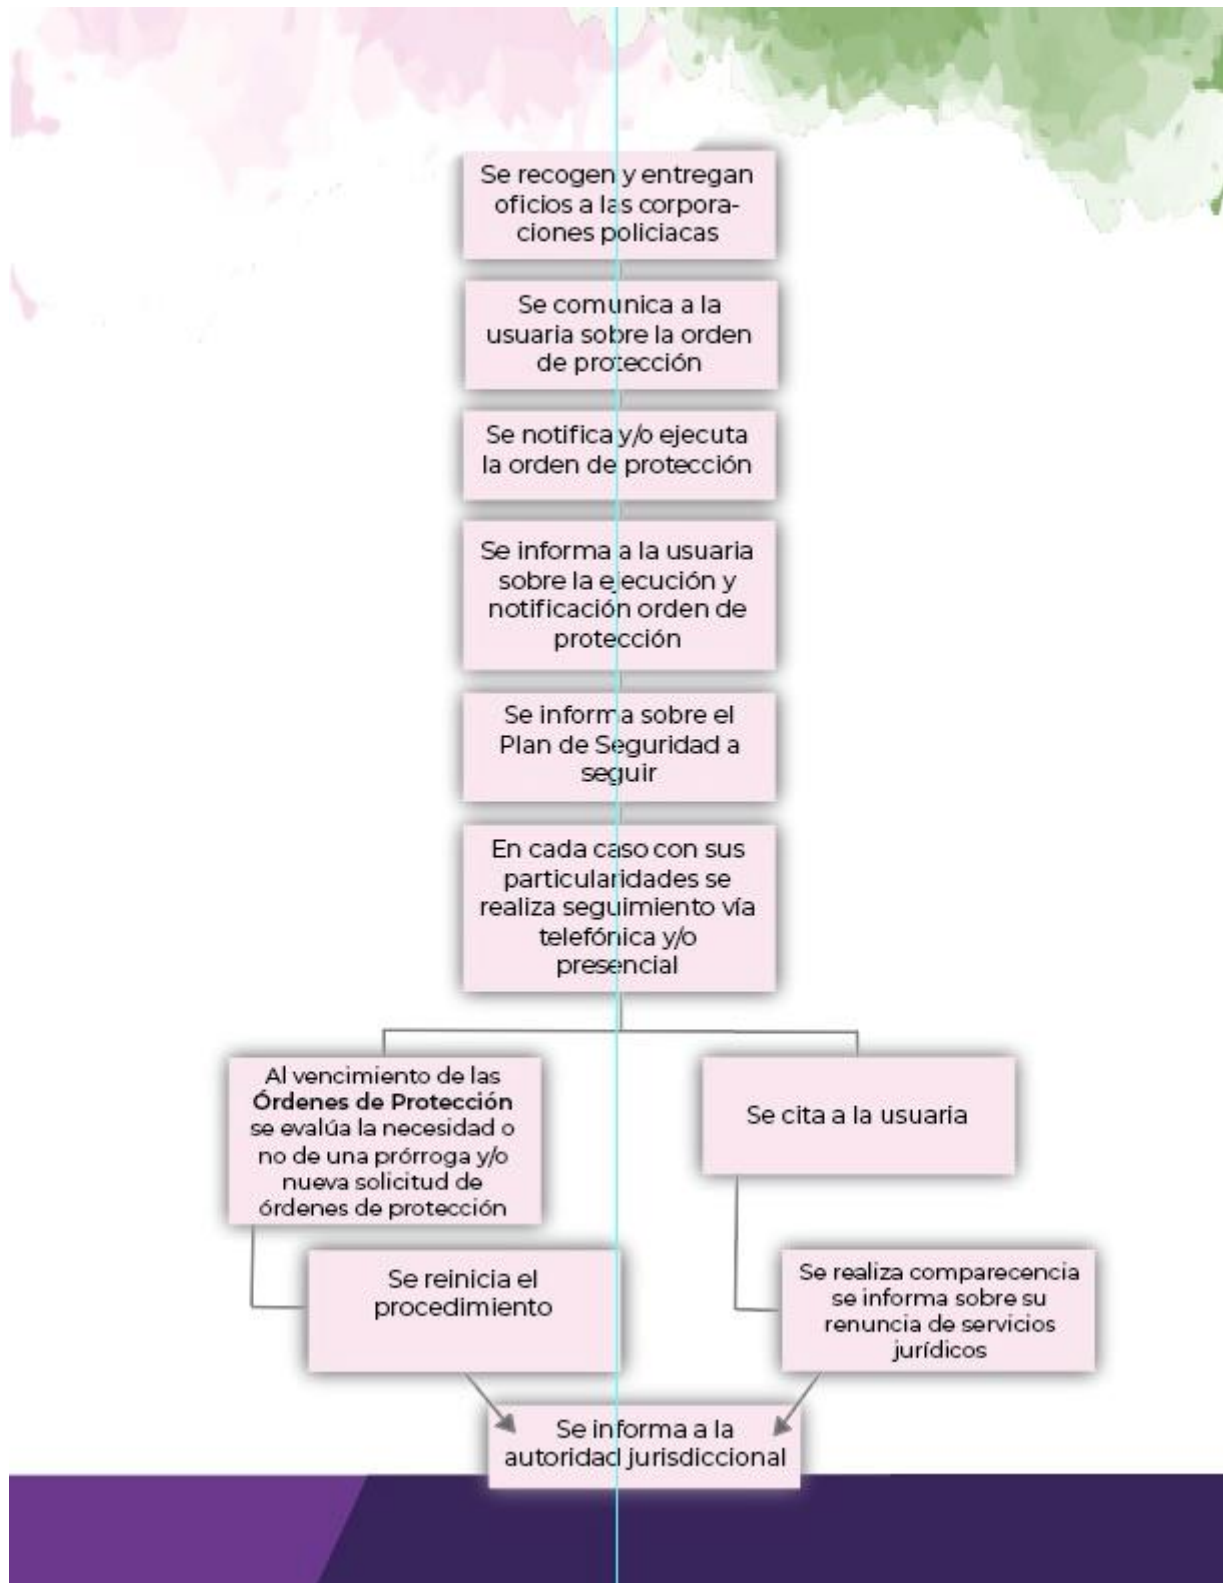 Se recogen y entregan
oficios a las corpora-
ciones policiacas
Se comunica a la
usuaria sobre la orden
de protección
Se notifica y/o ejecuta
la orden de protección
Se informa a la usuaria
sobre la ejecución y
notificación orden de
protección
Se informa sobre el
Plan de Seguridad a
seguir
En cada caso con sus
particularidades se
realiza seguimiento vía
telefónica y/o
presencial
Al vencimiento de las
Órdenes de Protección
se evalúa la necesidad o
no de una prórroga y/o
nueva solicitud de
órdenes de protección
Se cita a la usuaria
Se reinicia el
procedimiento
Se realiza comparecencia
se informa sobre su
renuncia de servicios
jurídicos
Se informa a la
autoridad jurisdiccional